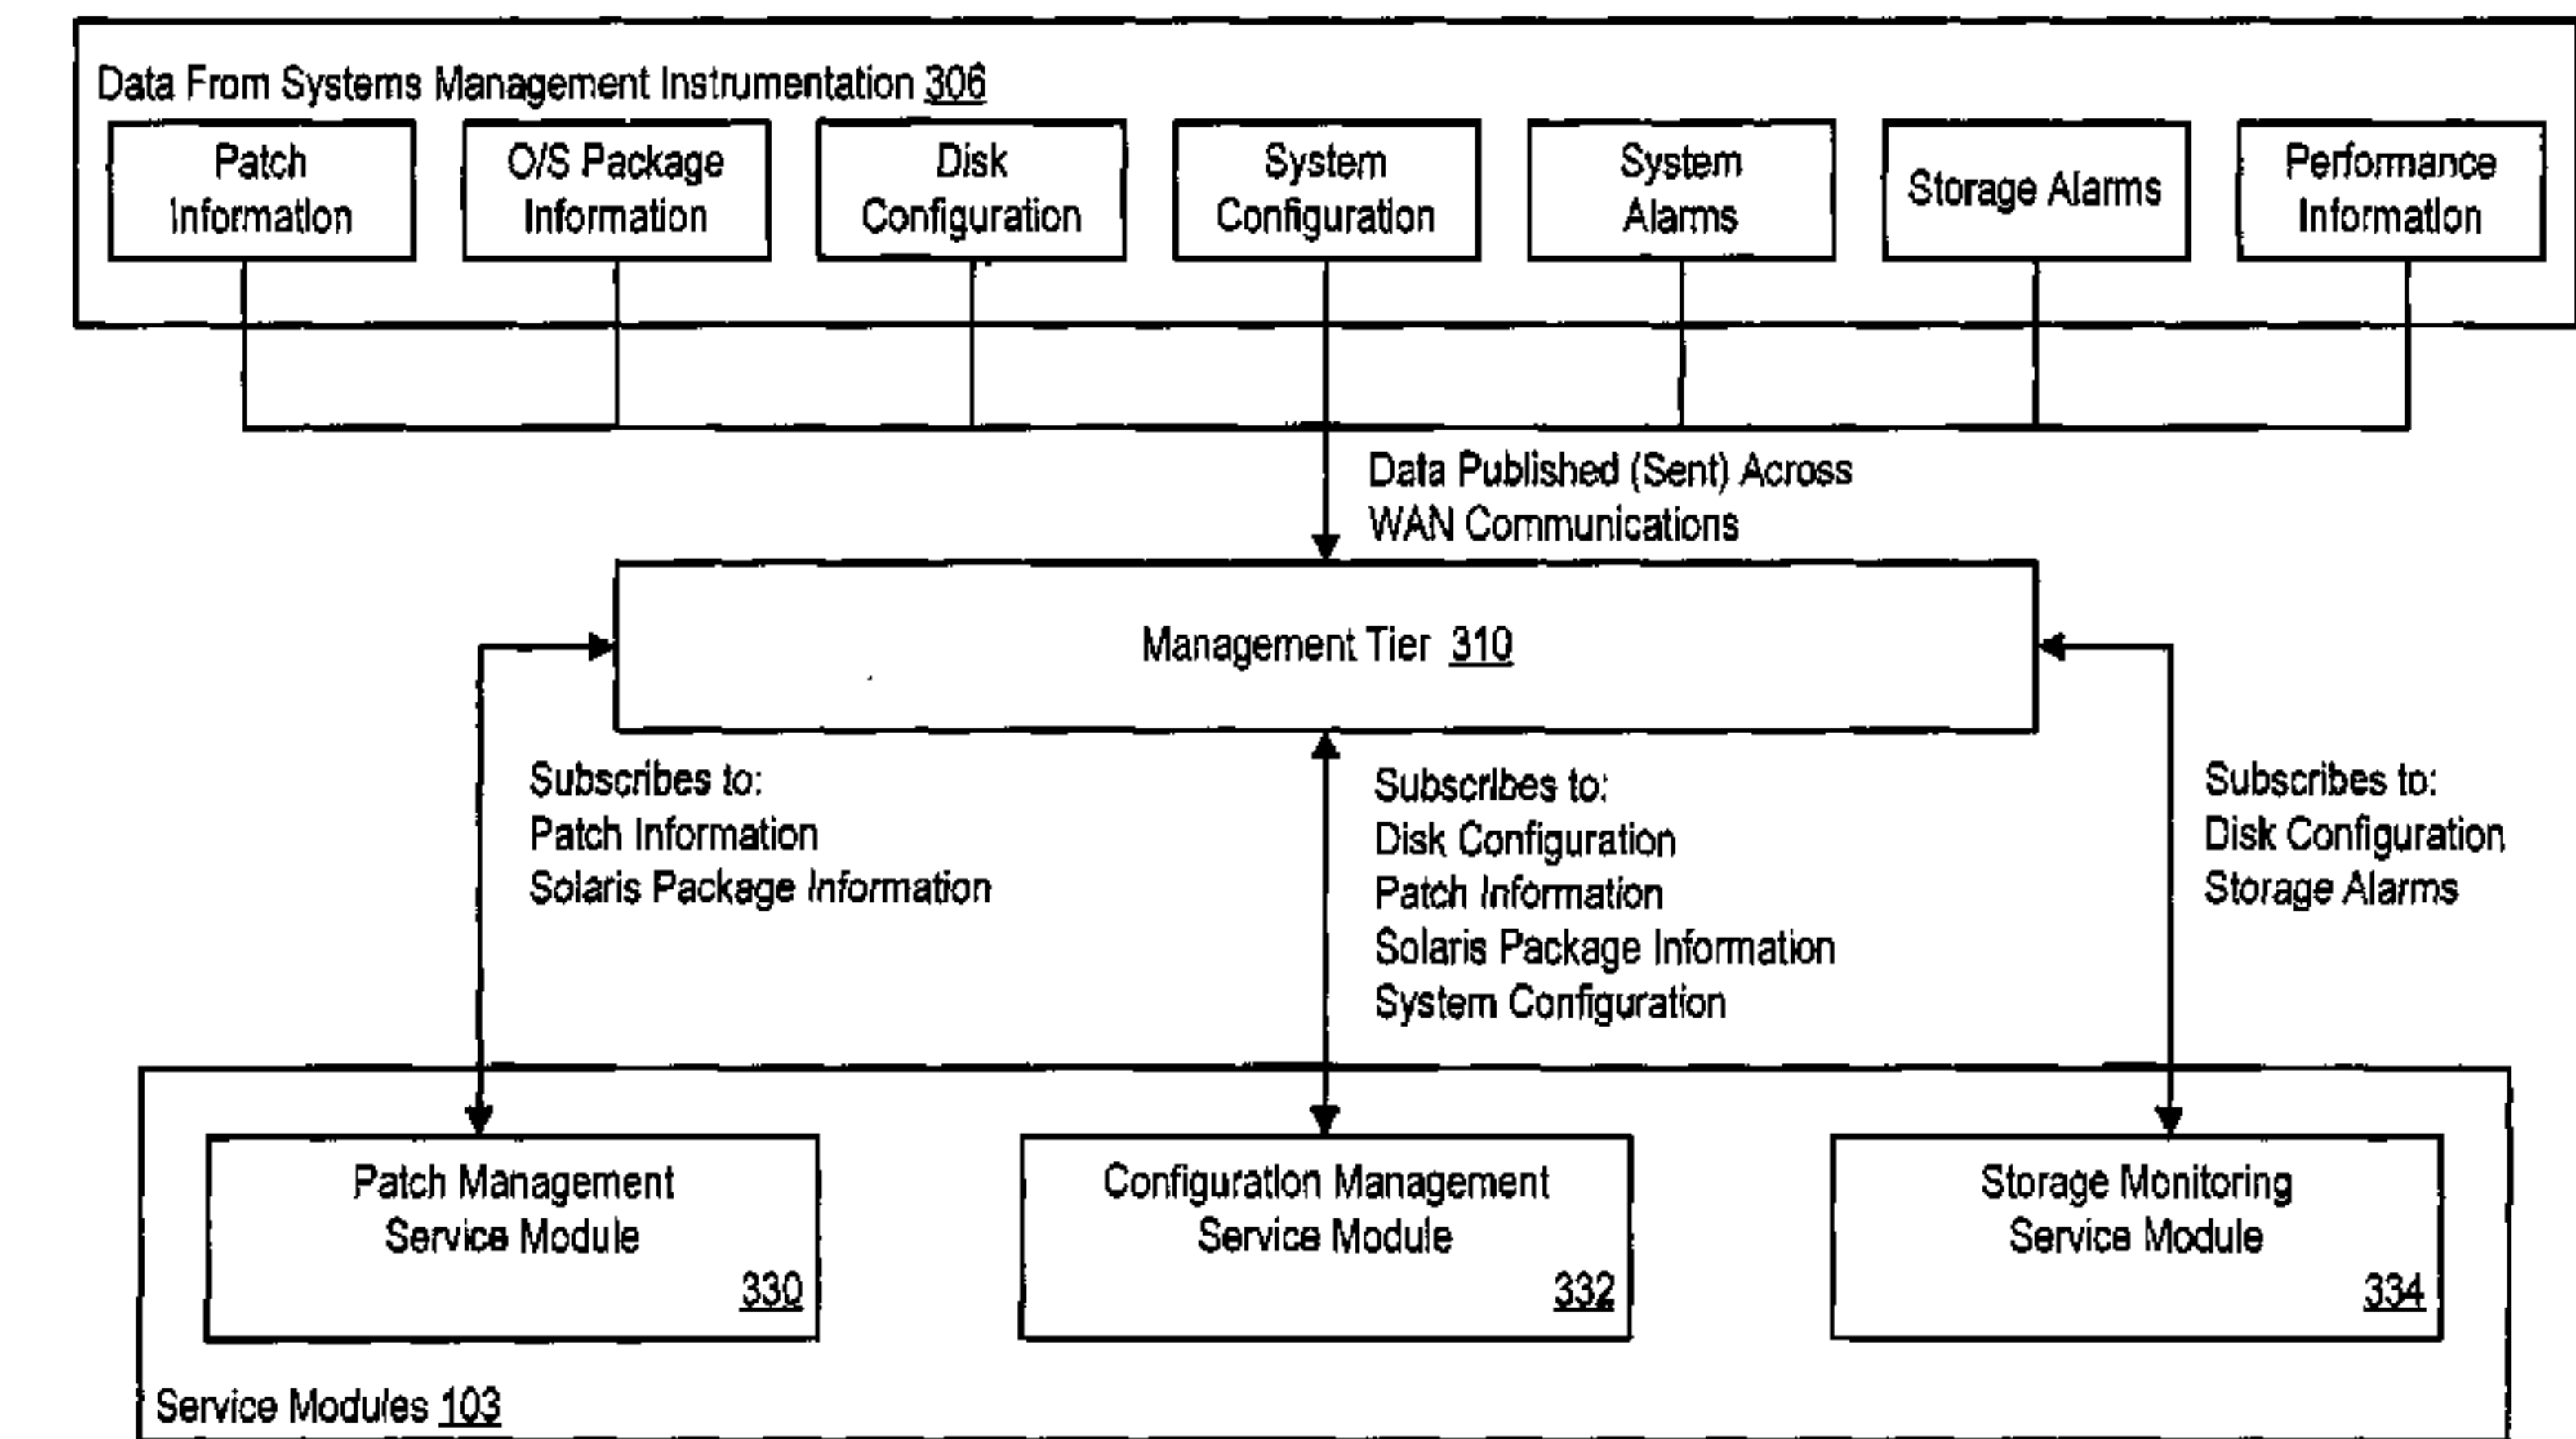 Data From Systems Management Instrumentation 306
Patch
Information
O/S Package
Information
Disk
Configuration
System
Configuration
System
Alarms
Storage Alarms
Performance
Information
Data Published (Sent) Across
WAN Communications
Management Tier 310
Subscribes to:
Patch Information
Solaris Package Information
Subscribes to:
Disk Configuration
Patch Information
Solaris Package Information
System Configuration
Subscribes to:
Disk Configuration
Storage Alarms
Patch Management
Service Module
330
Configuration Management
Service Module
332
Storage Monitoring
Service Module
334
Service Modules 103